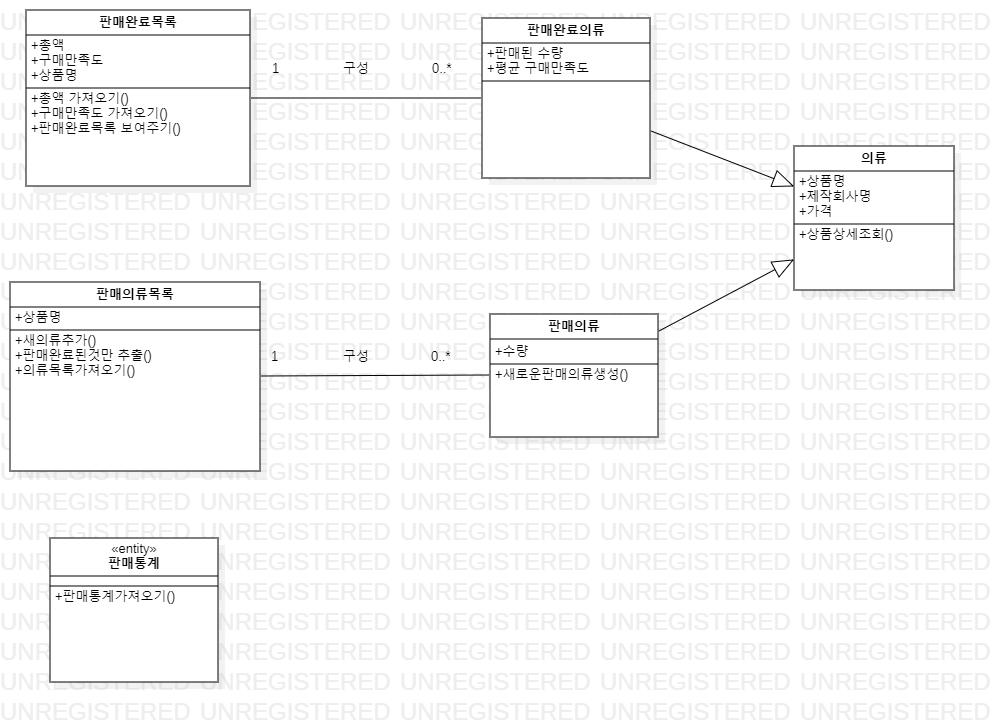 판매완료목록
+총액
+구매만족도
+상품명
+총액 가져오기()
+구매만족도 가져오기()
+판매완료목록 보여주기()
1 구성 0..*
판매완료의류
+판매된 수량
+평균 구매만족도
의류
+상품명
+제작회사명
+가격
+상품상세조회()
판매의류목록
+상품명
+새의류추가()
+판매완료된것만 추출()
+의류목록가져오기()
1 구성 0..*
판매의류
+수량
+새로운판매의류생성()
«entity»
판매통계
+판매통계가져오기()
UNREGISTERED